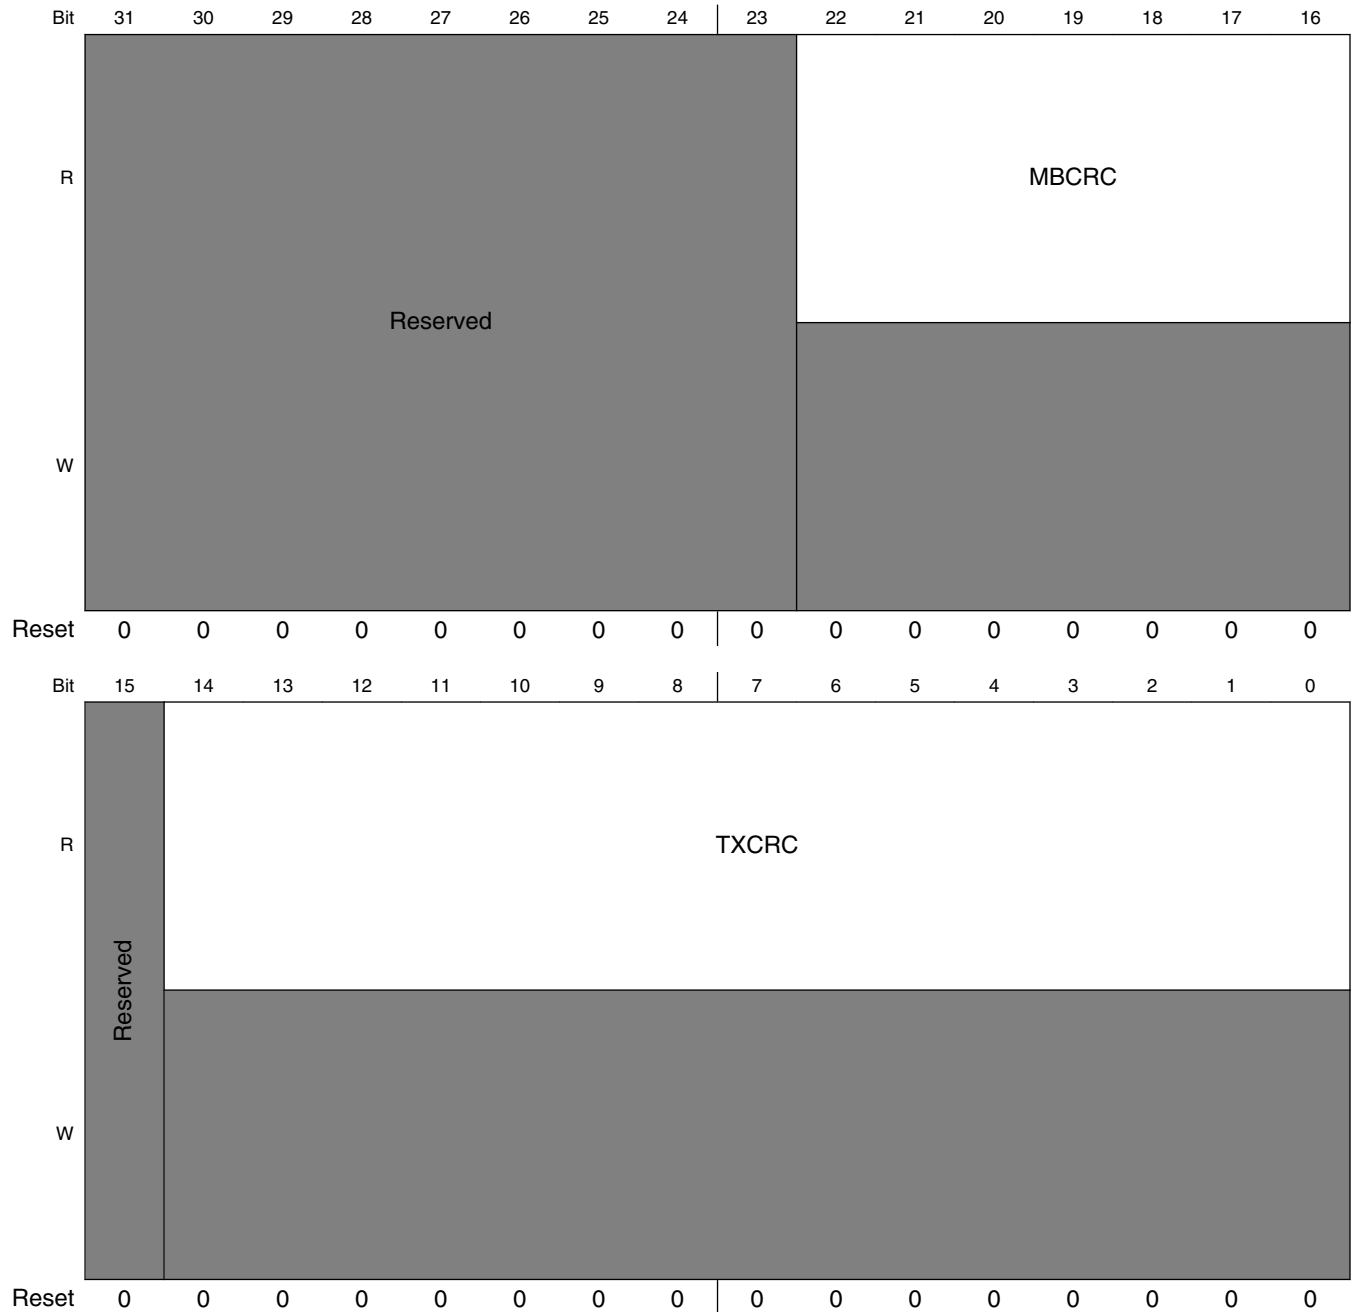 Bit 31 30 29 28 27 26 25 24 23 22 21 20 19 18 17 16
R MBCRC
Reserved
W
Reset 0 0 0 0 0 0 0 0 0 0 0 0 0 0 0 0
Bit 15 14 13 12 11 10 9 8 7 6 5 4 3 2 1 0
R TXCRC
Reserved
W
Reset 0 0 0 0 0 0 0 0 0 0 0 0 0 0 0 0